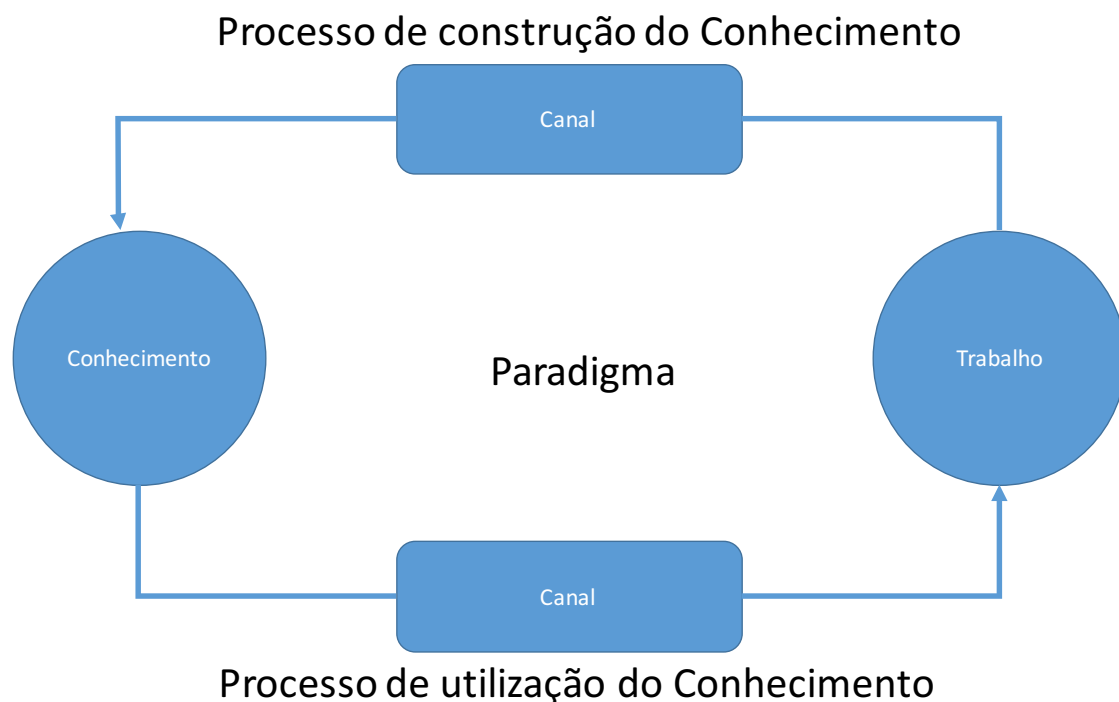 Processo de construção do Conhecimento
Canal
Conhecimento
Paradigma
Trabalho
Canal
Processo de utilização do Conhecimento